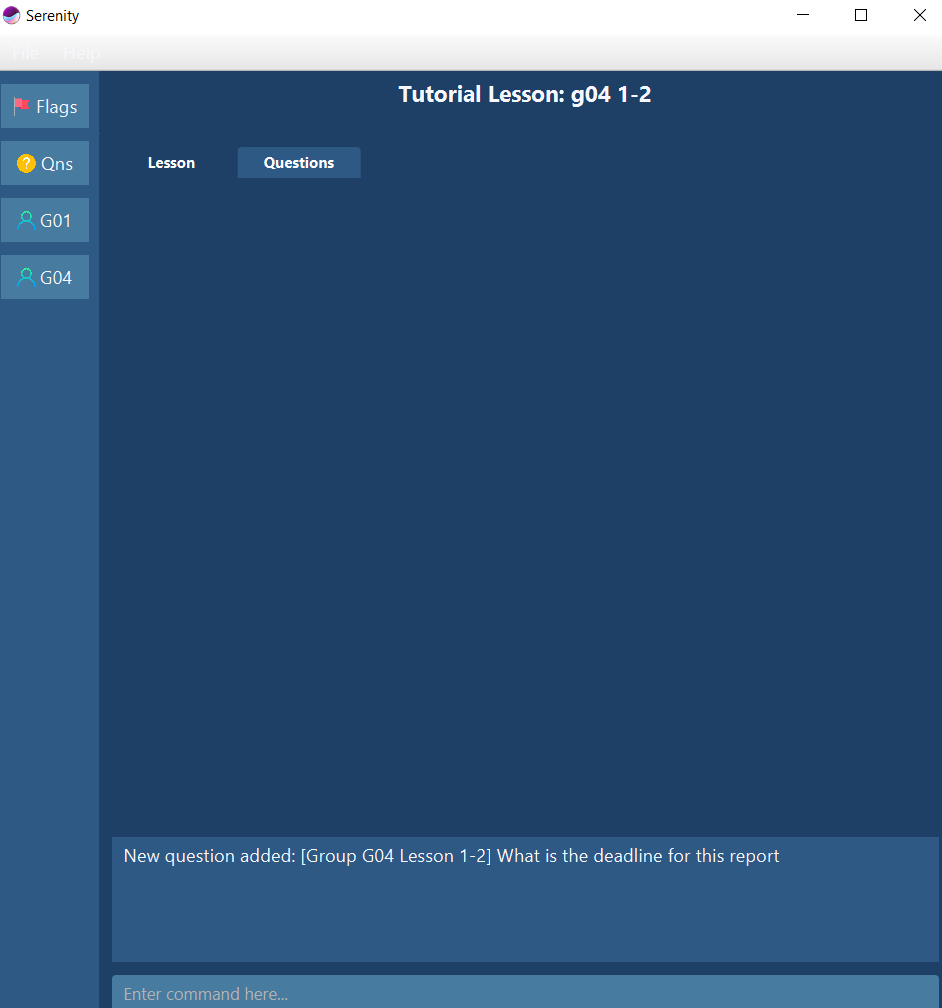 Serenity
File Help
Tutorial Lesson: g04 1-2
Flags
Qns
G01
G04
Lesson Questions
New question added: [Group G04 Lesson 1-2] What is the deadline for this report
Enter command here...